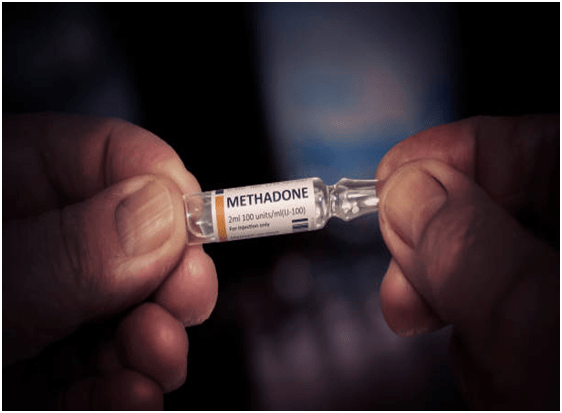 METHADONE
2ml 100 units/ml(U-100)
For Injection only